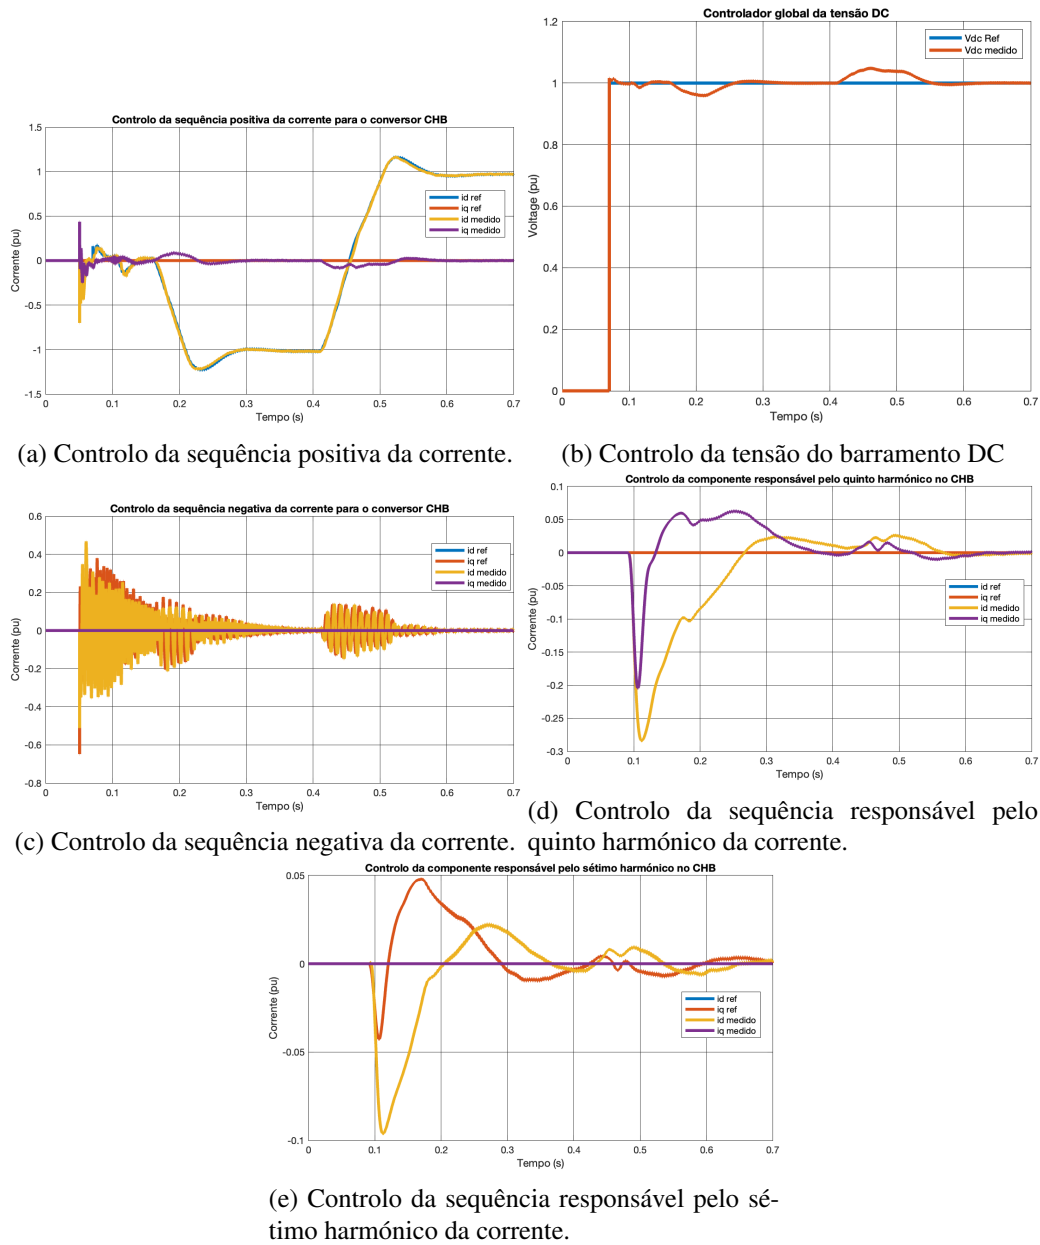 Controlo da sequência positiva da corrente para o conversor CHB
1.5
1
0.5
0
-0.5
-1
-1.5
Corrente (pu)
id ref
iq ref
id medido
iq medido
0
0.1
0.2
0.3
0.4
0.5
0.6
0.7
Tempo (s)
(a) Controlo da sequência positiva da corrente.
Controlador global da tensão DC
1.2
1
0.8
0.6
0.4
0.2
0
Voltage (pu)
Vdc Ref
Vdc medido
0
0.1
0.2
0.3
0.4
0.5
0.6
0.7
Tempo (s)
(b) Controlo da tensão do barramento DC
Controlo da sequência negativa da corrente para o conversor CHB
0.6
0.4
0.2
0
-0.2
-0.4
-0.6
-0.8
Corrente (pu)
id ref
iq ref
id medido
iq medido
0
0.1
0.2
0.3
0.4
0.5
0.6
0.7
Tempo (s)
(c) Controlo da sequência negativa da corrente.
Controlo da componente responsável pelo quinto harmónico no CHB
0.1
0.05
0
-0.05
-0.1
-0.15
-0.2
-0.25
-0.3
Corrente (pu)
id ref
iq ref
id medido
iq medido
0
0.1
0.2
0.3
0.4
0.5
0.6
0.7
Tempo (s)
(d) Controlo da sequência responsável pelo
quinto harmónico da corrente.
Controlo da componente responsável pelo sétimo harmónico no CHB
0.05
0
-0.05
-0.1
Corrente (pu)
id ref
iq ref
id medido
iq medido
0
0.1
0.2
0.3
0.4
0.5
0.6
0.7
Tempo (s)
(e) Controlo da sequência responsável pelo sé-
timo harmónico da corrente.